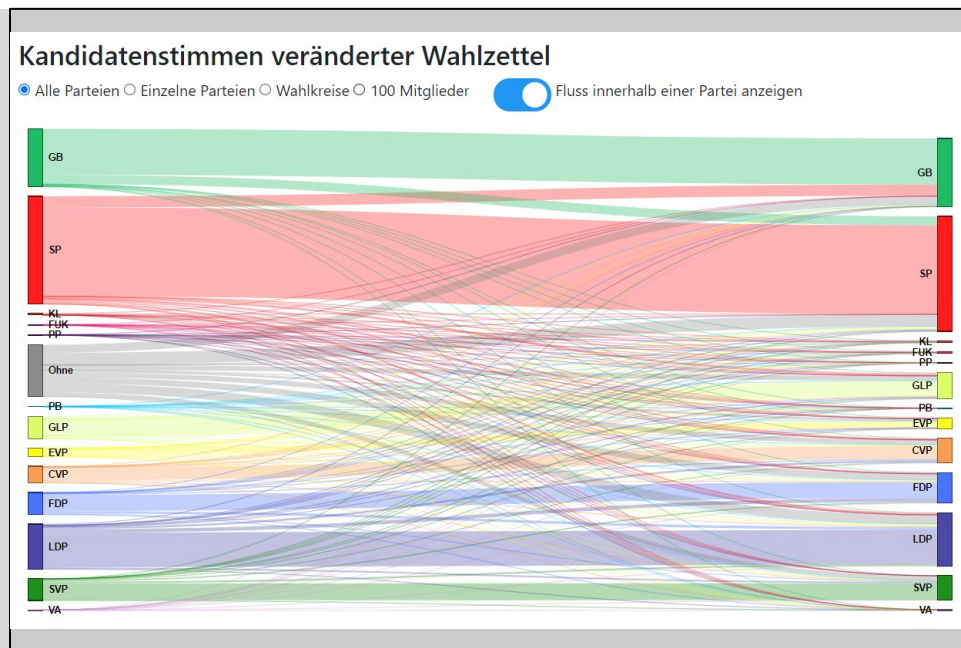 Kandidatenstimmen veränderter Wahlzettel
Alle Parteien Einzelne Parteien Wahlkreise 100 Mitglieder Fluss innerhalb einer Partei anzeigen
GB
SP
KL
FUK
PP
Ohne
PB
GLP
EVP
CVP
FDP
LDP
SVP
VA
GB
SP
KL
FUK
PP
GLP
PB
EVP
CVP
FDP
LDP
SVP
VA